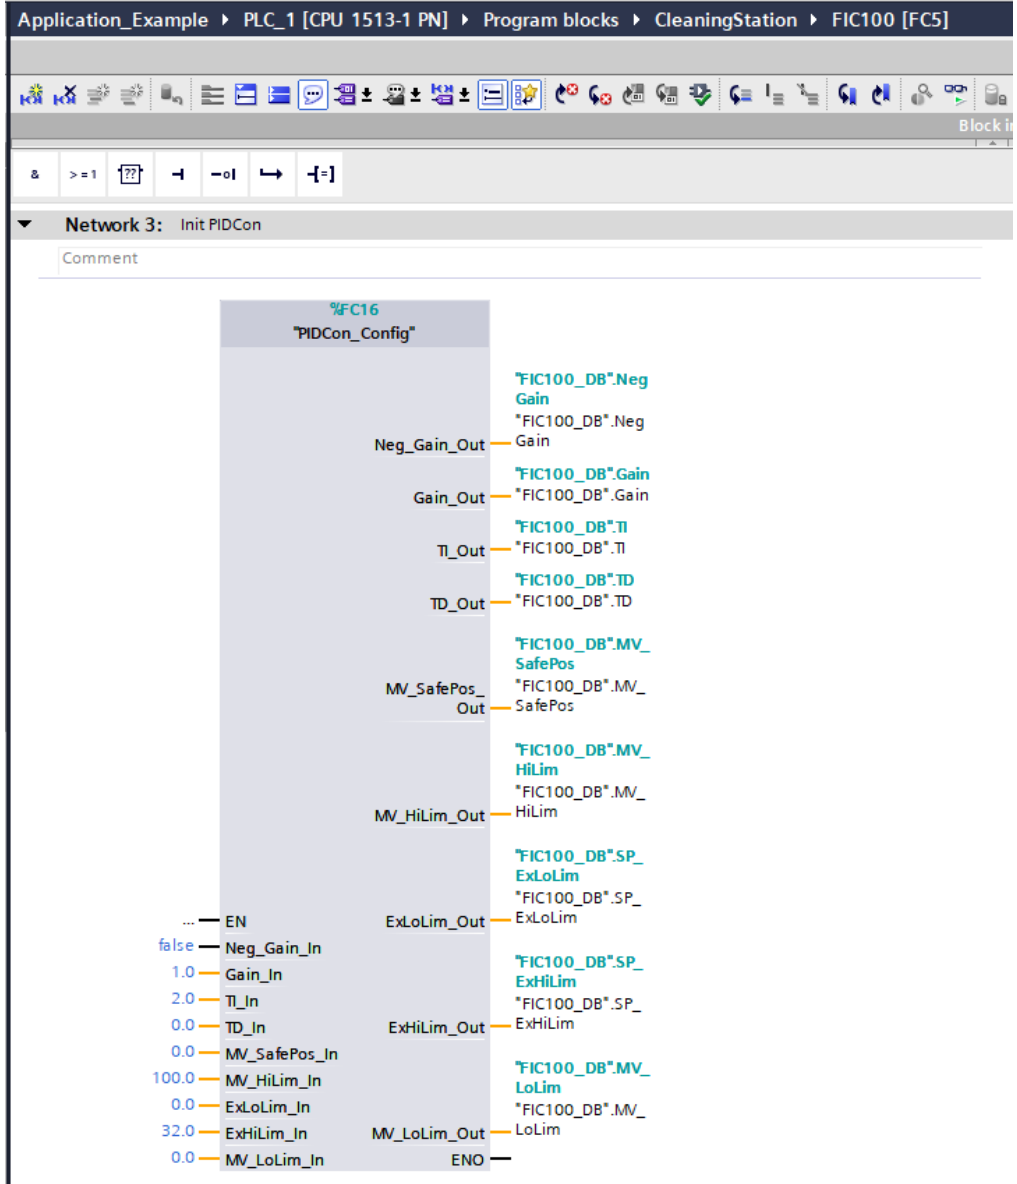 Application_Example ▸ PLC_1 [CPU 1513-1 PN] ▸ Program blocks ▸ CleaningStation ▸ FIC100 [FC5]
Block in
& >=1 ?? ⊣ –o| ↦ -[=]
Network 3: Init PIDCon
Comment
%FC16
"PIDCon_Config"
"FIC100_DB".Neg
Gain
"FIC100_DB".Neg
Neg_Gain_Out Gain
"FIC100_DB".Gain
Gain_Out "FIC100_DB".Gain
"FIC100_DB".TI
TI_Out "FIC100_DB".TI
"FIC100_DB".TD
TD_Out "FIC100_DB".TD
"FIC100_DB".MV_
SafePos
MV_SafePos_ "FIC100_DB".MV_
Out SafePos
"FIC100_DB".MV_
HiLim
"FIC100_DB".MV_
MV_HiLim_Out HiLim
"FIC100_DB".SP_
ExLoLim
"FIC100_DB".SP_
... EN ExLoLim_Out ExLoLim
false Neg_Gain_In
"FIC100_DB".SP_
1.0 Gain_In ExHiLim
2.0 TI_In "FIC100_DB".SP_
0.0 TD_In ExHiLim_Out ExHiLim
0.0 MV_SafePos_In
"FIC100_DB".MV_
100.0 MV_HiLim_In LoLim
0.0 ExLoLim_In "FIC100_DB".MV_
32.0 ExHiLim_In MV_LoLim_Out LoLim
0.0 MV_LoLim_In ENO